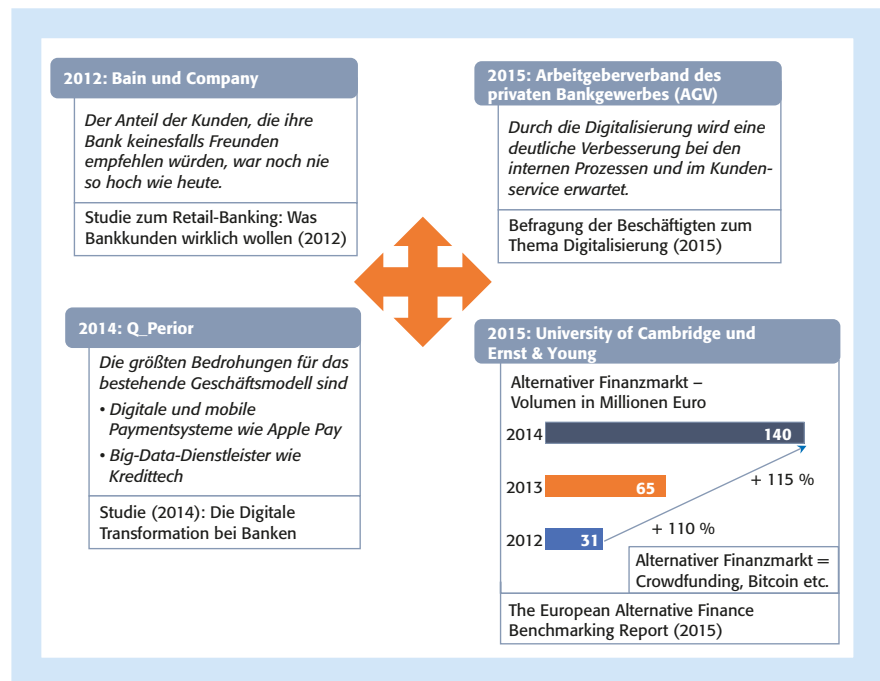 2012: Bain und Company
Der Anteil der Kunden, die ihre
Bank keinesfalls Freunden
empfehlen würden, war noch nie
so hoch wie heute.
Studie zum Retail-Banking: Was
Bankkunden wirklich wollen (2012)
2015: Arbeitgeberverband des
privaten Bankgewerbes (AGV)
Durch die Digitalisierung wird eine
deutliche Verbesserung bei den
internen Prozessen und im Kunden-
service erwartet.
Befragung der Beschäftigten zum
Thema Digitalisierung (2015)
2014: Q_Perior
Die größten Bedrohungen für das
bestehende Geschäftsmodell sind
• Digitale und mobile
Paymentsysteme wie Apple Pay
• Big-Data-Dienstleister wie
Kredittech
Studie (2014): Die Digitale
Transformation bei Banken
2015: University of Cambridge und
Ernst & Young
Alternativer Finanzmarkt –
Volumen in Millionen Euro
2014 140
+ 115 %
2013 65
+ 110 %
2012 31
Alternativer Finanzmarkt =
Crowdfunding, Bitcoin etc.
The European Alternative Finance
Benchmarking Report (2015)